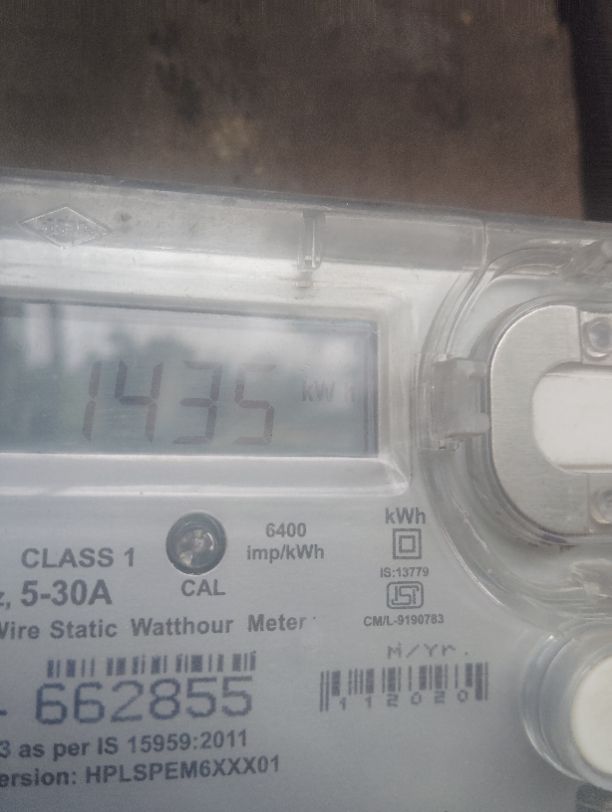 1435 kWh
6400
imp/kWh
CLASS 1
CAL
kWh
IS:13779
ISI
CM/L-9190783
z, 5-30A
Wire Static Watthour Meter
M/Yr.
662855
112020
3 as per IS 15959:2011
ersion: HPLSPEM6XXX01